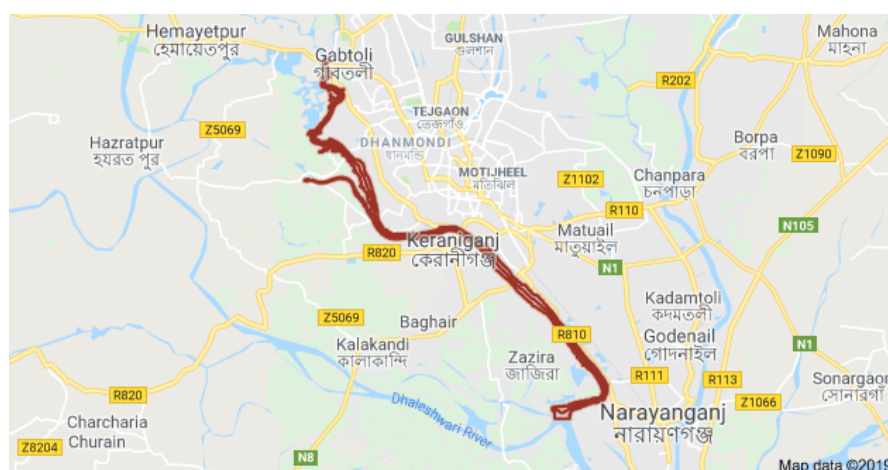 Hemayetpur
হেমায়েতপুর
GULSHAN
গুলশান
Mahona
মাহনা
Gabtoli
গাবতলী
R202
TEJGAON
তেজগাঁও
Z5069
Hazratpur
হযরত পুর
DHANMONDI
ধানমন্ডি
Borpa
বরপা
Z1090
MOTIJHEEL
মতিঝিল
Z1102
Chanpara
চনপাড়া
R110
N105
Matuail
মাতুয়াইল
Keraniganj
কেরানীগঞ্জ
R820
N1
Kadamtoli
কদমতলী
Z5069
Baghair
R810
Godenail
গোদনাইল
Kalakandi
কালাকান্দি
N1
Zazira
জাজিরা
R111
R113
Sonargaon
সোনারগাঁ
R820
Dhaleshwari River
Z1066
Narayanganj
নারায়ণগঞ্জ
Charcharia
Churain
Z8204
N8
Map data ©2019